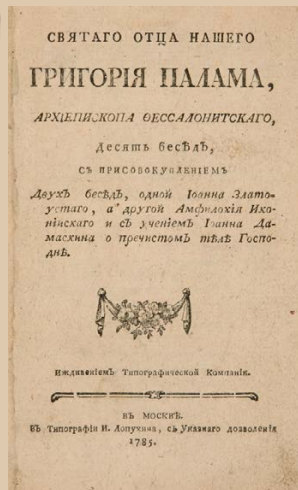 СВЯТАГО ОТЦА НАШЕГО
ГРИГОРІЯ ПАЛАМА,
АРХІЕПИСКОПА ѲЕССАЛОНИТСКАГО,
Десять бесѣдъ,
СЪ ПРИСОВОКУПЛЕНІЕМЪ
Двухъ бесѣдъ, одной Іоанна Злато-
устаго, а другой Амфилохія Ико-
нійскаго и съ ученіемъ Іоанна Да-
маскина о пречистомъ тѣлѣ Госпо-
днѣ.
Иждивеніемъ Типографической Компаніи.
ВЪ МОСКВѢ.
Въ Типографіи И. Лопухина, съ Указнаго дозволенія
1785.